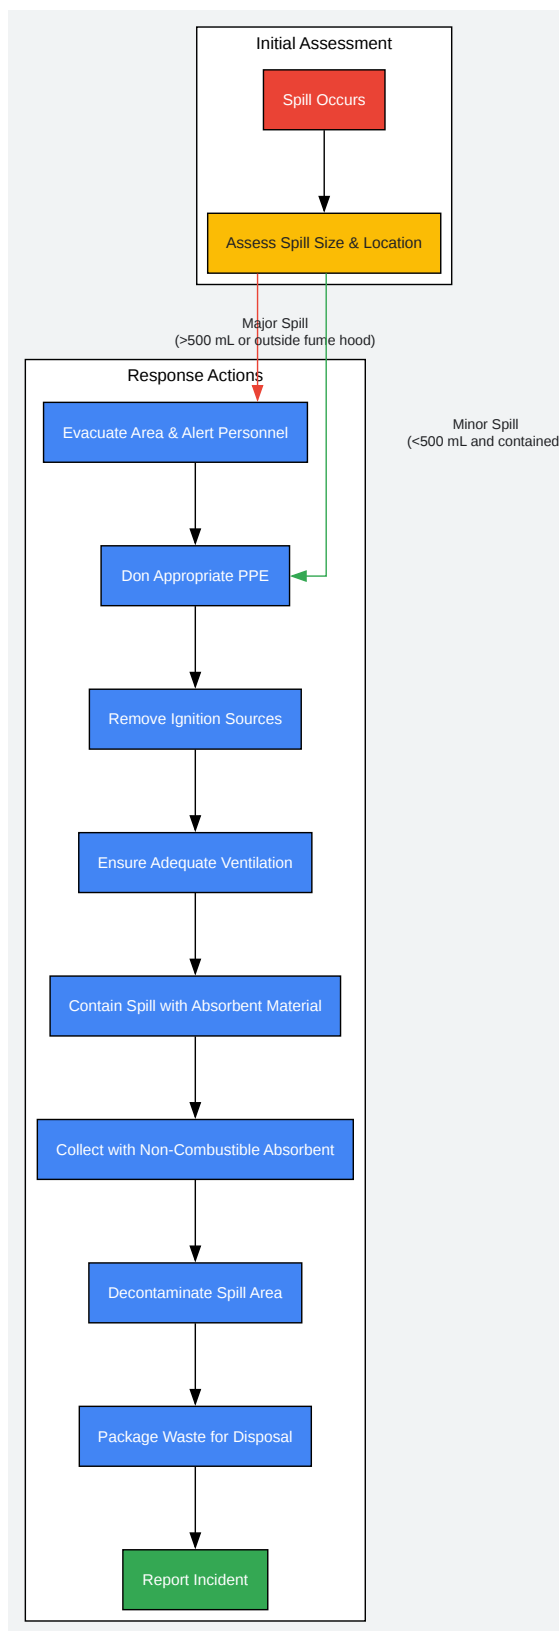 Initial Assessment
Spill Occurs
Assess Spill Size & Location
Major Spill
(>500 mL or outside fume hood)
Response Actions
Evacuate Area & Alert Personnel
Minor Spill
(<500 mL and contained
Don Appropriate PPE
Remove Ignition Sources
Ensure Adequate Ventilation
Contain Spill with Absorbent Material
Collect with Non-Combustible Absorbent
Decontaminate Spill Area
Package Waste for Disposal
Report Incident